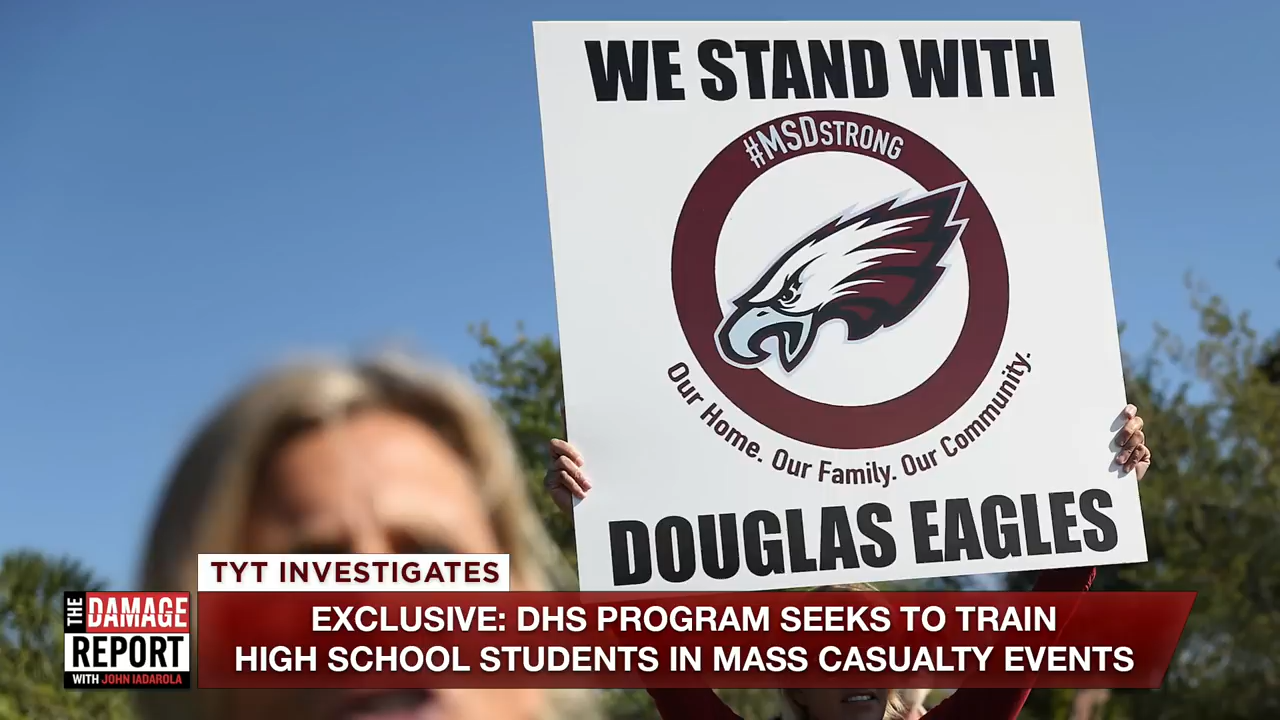 WE STAND WITH
#MSDSTRONG
Our Home. Our Family. Our Community.
DOUGLAS EAGLES
TYT INVESTIGATES
THE DAMAGE REPORT
WITH JOHN IADAROLA
EXCLUSIVE: DHS PROGRAM SEEKS TO TRAIN
HIGH SCHOOL STUDENTS IN MASS CASUALTY EVENTS